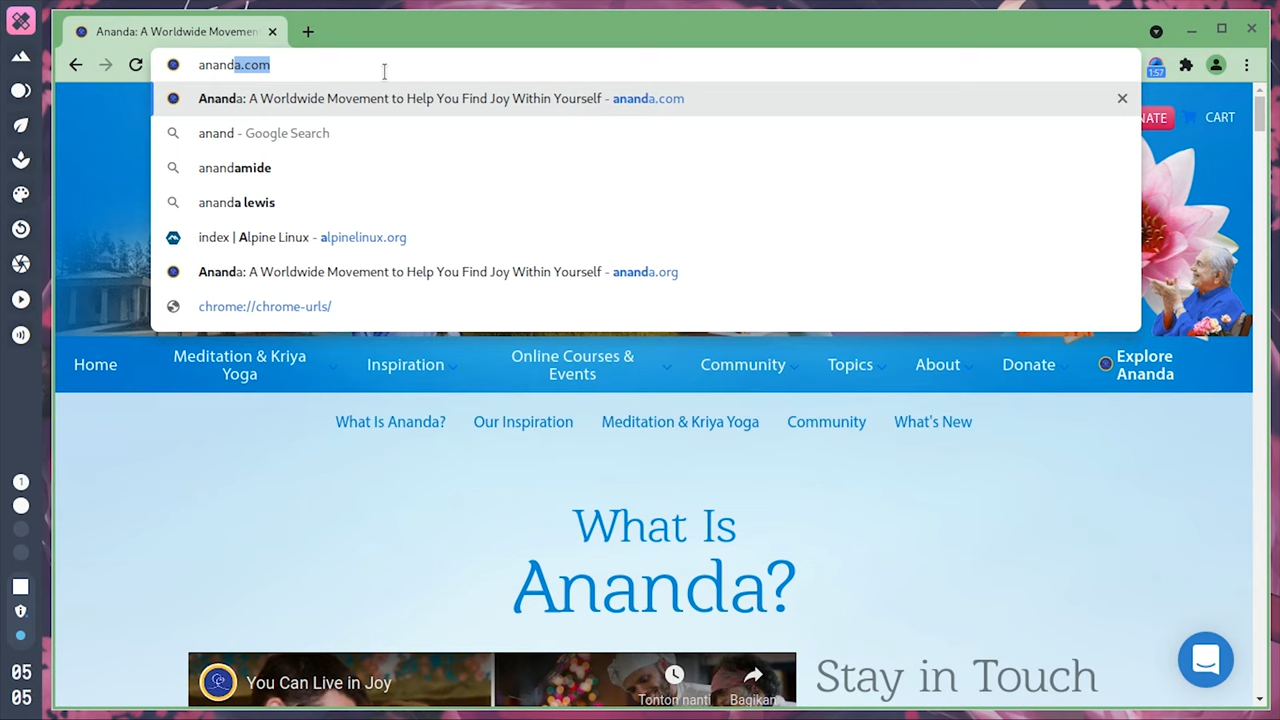 Ananda: A Worldwide Movemen
ananda.com
1:57
Ananda: A Worldwide Movement to Help You Find Joy Within Yourself - ananda.com
anand - Google Search
anandamide
ananda lewis
index | Alpine Linux - alpinelinux.org
Ananda: A Worldwide Movement to Help You Find Joy Within Yourself - ananda.org
chrome://chrome-urls/
NATE
CART
Home
Meditation & Kriya
Yoga
Inspiration
Online Courses &
Events
Community
Topics
About
Donate
Explore
Ananda
What Is Ananda?
Our Inspiration
Meditation & Kriya Yoga
Community
What's New
What Is
Ananda?
You Can Live in Joy
Tonton nanti
Bagikan
Stay in Touch
1
05
05